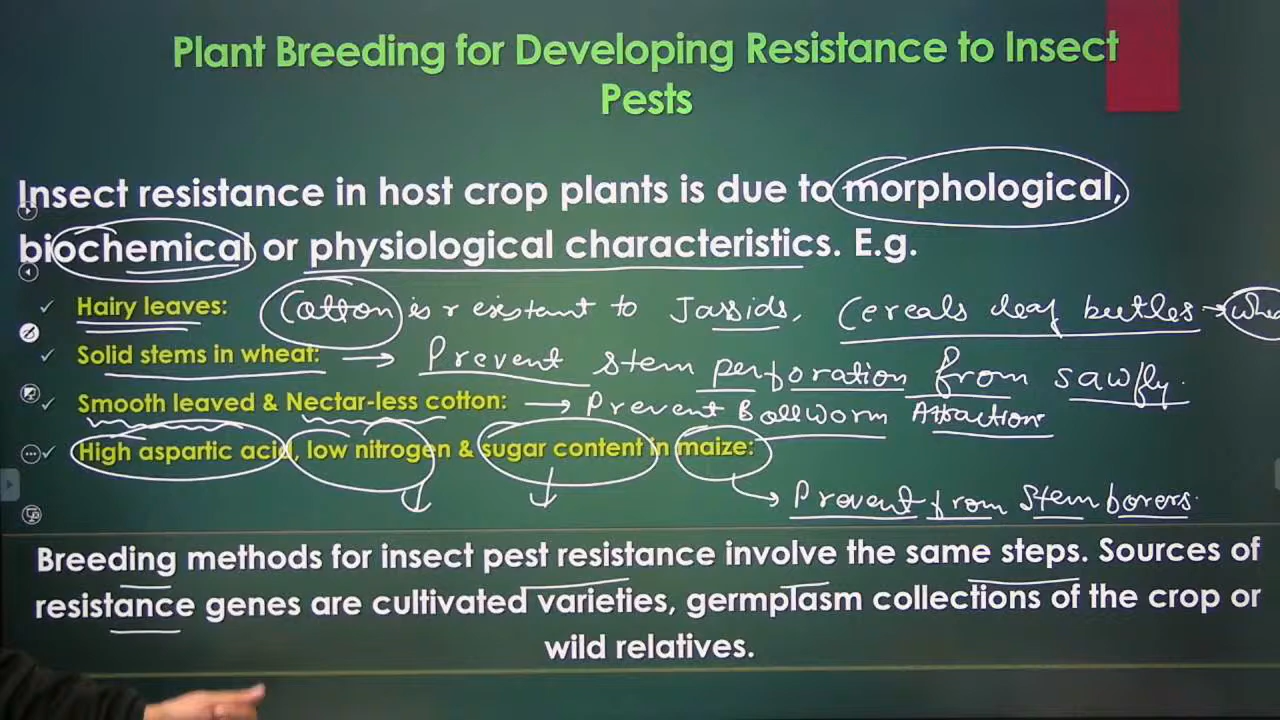 Plant Breeding for Developing Resistance to Insect
Pests
Insect resistance in host crop plants is due to morphological,
biochemical or physiological characteristics. E.g.
✓ Hairy leaves: Cotton is resistant to Jassids, Cereals leaf beetles → whea
✓ Solid stems in wheat: → Prevent stem perforation from sawfly.
✓ Smooth leaved & Nectar-less cotton: → Prevent Bollworm Attraction
✓ High aspartic acid, low nitrogen & sugar content in maize:
→ Prevent from Stem borers.
Breeding methods for insect pest resistance involve the same steps. Sources of
resistance genes are cultivated varieties, germplasm collections of the crop or
wild relatives.